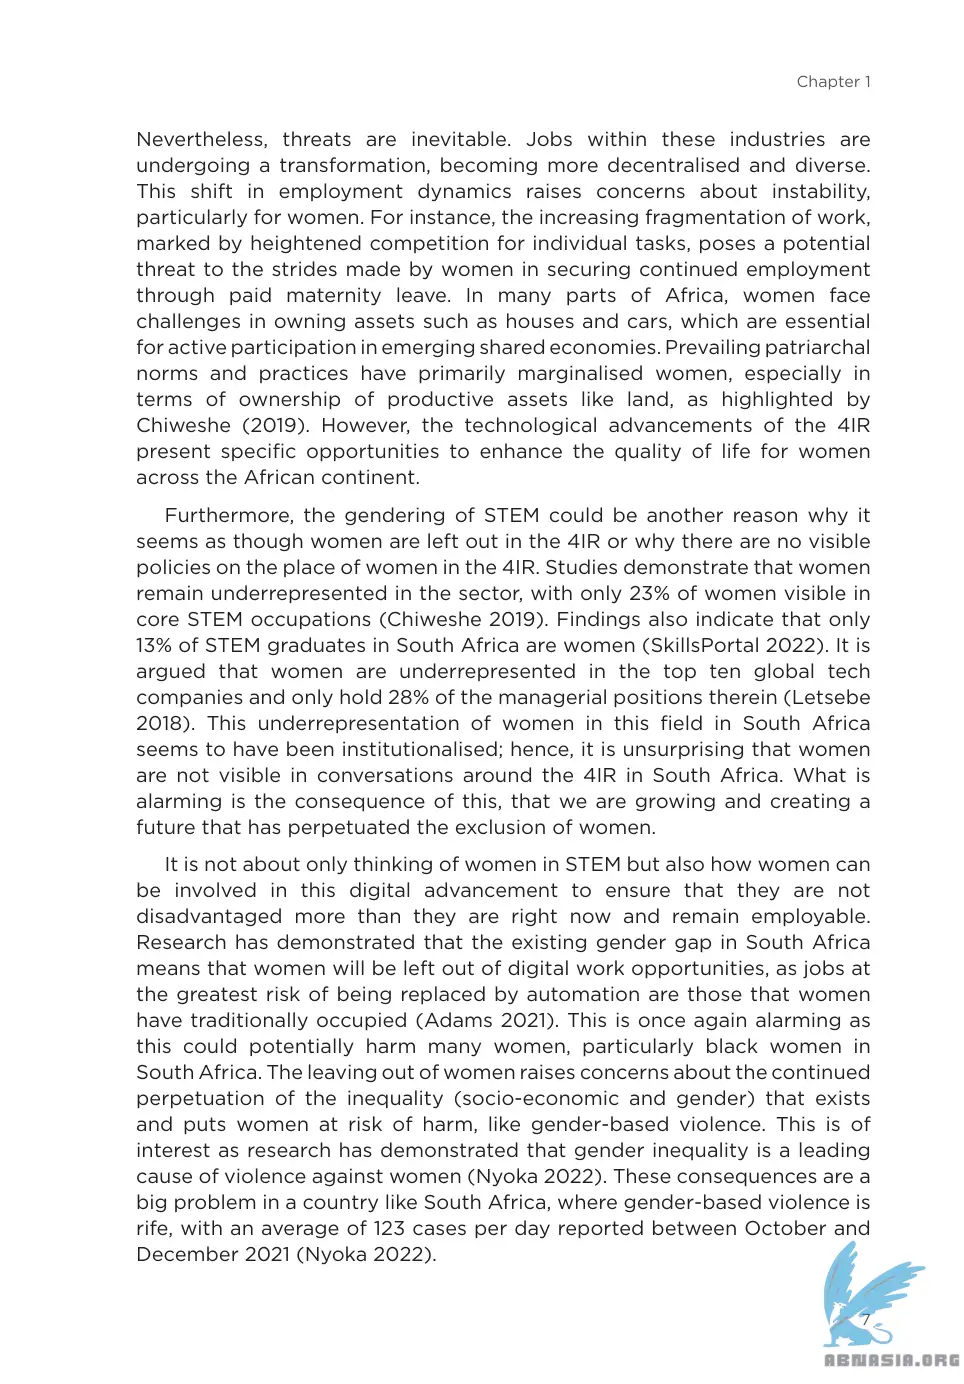 Chapter 1
Nevertheless, threats are inevitable. Jobs within these industries are
undergoing a transformation, becoming more decentralised and diverse.
This shift in employment dynamics raises concerns about instability,
particularly for women. For instance, the increasing fragmentation of work,
marked by heightened competition for individual tasks, poses a potential
threat to the strides made by women in securing continued employment
through paid maternity leave. In many parts of Africa, women face
challenges in owning assets such as houses and cars, which are essential
for active participation in emerging shared economies. Prevailing patriarchal
norms and practices have primarily marginalised women, especially in
terms of ownership of productive assets like land, as highlighted by
Chiweshe (2019). However, the technological advancements of the 4IR
present specific opportunities to enhance the quality of life for women
across the African continent.
Furthermore, the gendering of STEM could be another reason why it
seems as though women are left out in the 4IR or why there are no visible
policies on the place of women in the 4IR. Studies demonstrate that women
remain underrepresented in the sector, with only 23% of women visible in
core STEM occupations (Chiweshe 2019). Findings also indicate that only
13% of STEM graduates in South Africa are women (SkillsPortal 2022). It is
argued that women are underrepresented in the top ten global tech
companies and only hold 28% of the managerial positions therein (Letsebe
2018). This underrepresentation of women in this field in South Africa
seems to have been institutionalised; hence, it is unsurprising that women
are not visible in conversations around the 4IR in South Africa. What is
alarming is the consequence of this, that we are growing and creating a
future that has perpetuated the exclusion of women.
It is not about only thinking of women in STEM but also how women can
be involved in this digital advancement to ensure that they are not
disadvantaged more than they are right now and remain employable.
Research has demonstrated that the existing gender gap in South Africa
means that women will be left out of digital work opportunities, as jobs at
the greatest risk of being replaced by automation are those that women
have traditionally occupied (Adams 2021). This is once again alarming as
this could potentially harm many women, particularly black women in
South Africa. The leaving out of women raises concerns about the continued
perpetuation of the inequality (socio-economic and gender) that exists
and puts women at risk of harm, like gender-based violence. This is of
interest as research has demonstrated that gender inequality is a leading
cause of violence against women (Nyoka 2022). These consequences are a
big problem in a country like South Africa, where gender-based violence is
rife, with an average of 123 cases per day reported between October and
December 2021 (Nyoka 2022).
7
ABNASIA.ORG